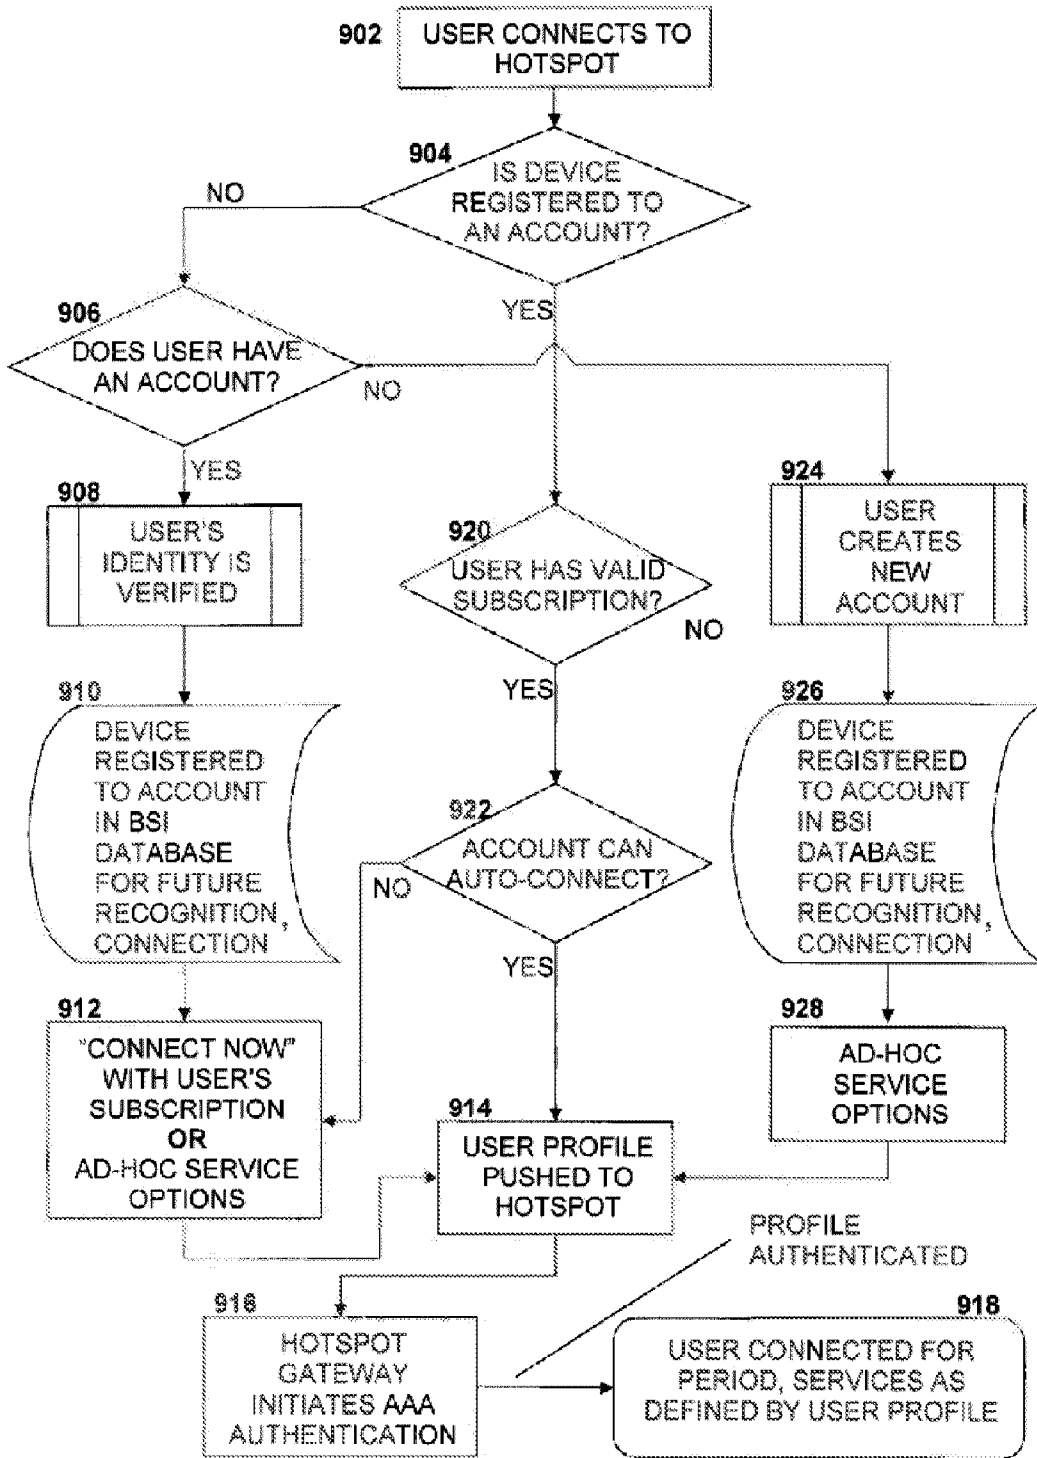 902
USER CONNECTS TO
HOTSPOT
904
IS DEVICE
REGISTERED TO
AN ACCOUNT?
NO
YES
906
DOES USER HAVE
AN ACCOUNT?
NO
YES
908
USER'S
IDENTITY IS
VERIFIED
920
USER HAS VALID
SUBSCRIPTION?
NO
YES
924
USER
CREATES
NEW
ACCOUNT
910
DEVICE
REGISTERED
TO ACCOUNT
IN BSI
DATABASE
FOR FUTURE
RECOGNITION,
CONNECTION
922
ACCOUNT CAN
AUTO-CONNECT?
NO
YES
926
DEVICE
REGISTERED
TO ACCOUNT
IN BSI
DATABASE
FOR FUTURE
RECOGNITION,
CONNECTION
912
"CONNECT NOW"
WITH USER'S
SUBSCRIPTION
OR
AD-HOC SERVICE
OPTIONS
914
USER PROFILE
PUSHED TO
HOTSPOT
928
AD-HOC
SERVICE
OPTIONS
PROFILE
AUTHENTICATED
916
HOTSPOT
GATEWAY
INITIATES AAA
AUTHENTICATION
918
USER CONNECTED FOR
PERIOD, SERVICES AS
DEFINED BY USER PROFILE